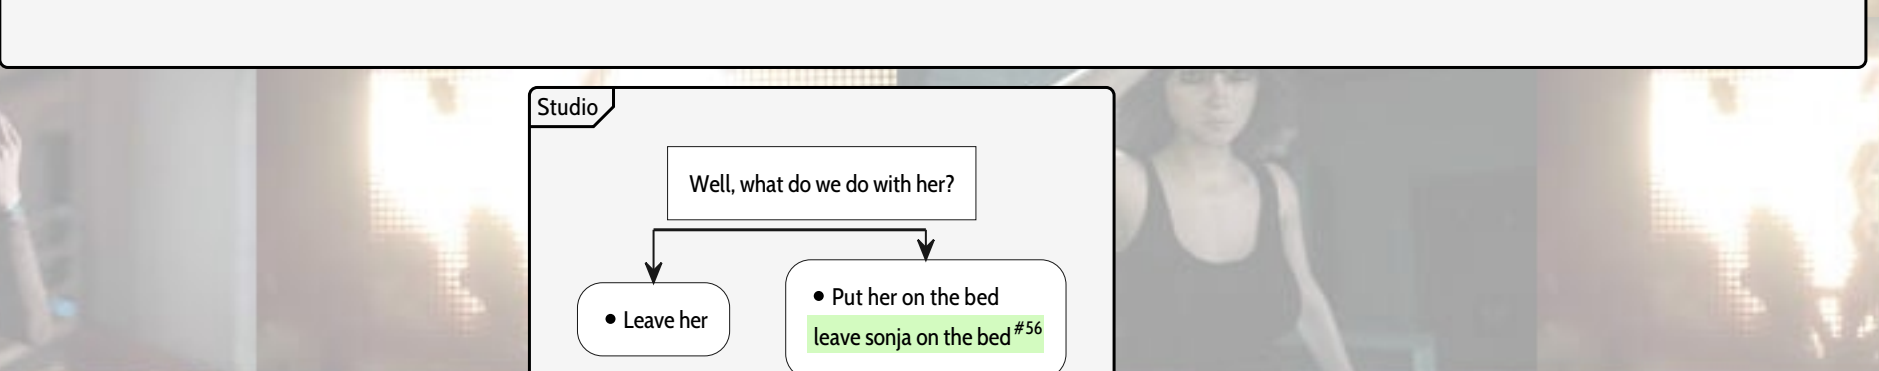 Studio
Well, what do we do with her?
• Leave her
• Put her on the bed
leave sonja on the bed #56